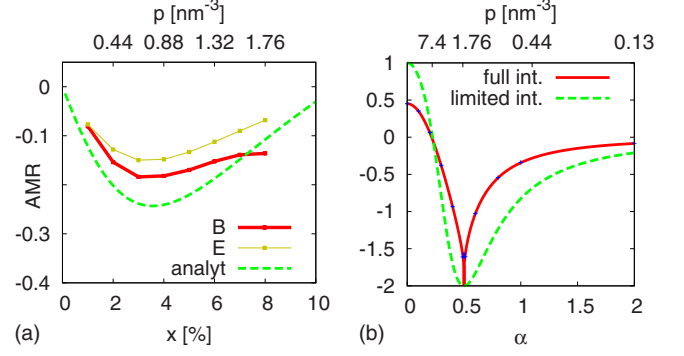 p [nm-3]
0.44 0.88 1.32 1.76
0
-0.1
AMR
-0.3
-0.4
B
E
analyt
0 2 4 6 8 10
(a)
x [%]
p [nm-3]
7.4 1.76 0.44 0.13
1
0.5
0
-0.5
-1
-1.5
-2
full int.
limited int.
0 0.5 1 1.5 2
(b)
α